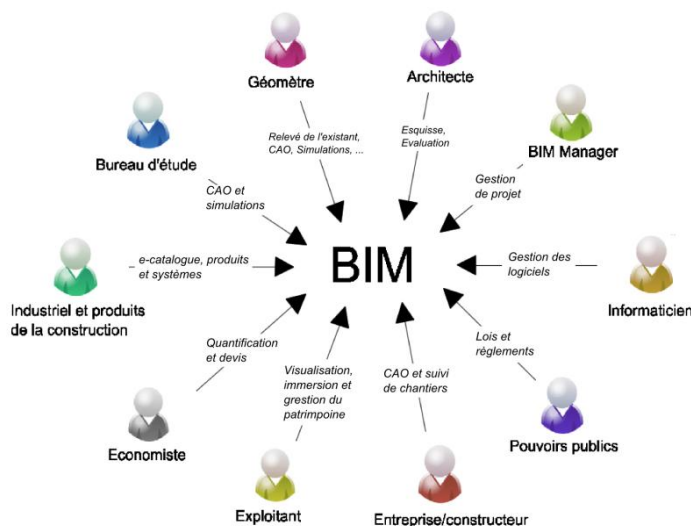 Géomètre
Architecte
Relevé de l'existant,
CAO, Simulations, ...
Esquisse,
Evaluation
Bureau d'étude
BIM Manager
CAO et
simulations
Gestion
de projet
BIM
e-catalogue, produits
et systèmes
Gestion des
logiciels
Industriel et produits
de la construction
Informaticien
Quantification
et devis
Lois et
règlements
Visualisation,
immersion et
grestion du
patrimpoine
CAO et suivi
de chantiers
Economiste
Pouvoirs publics
Exploitant
Entreprise/constructeur